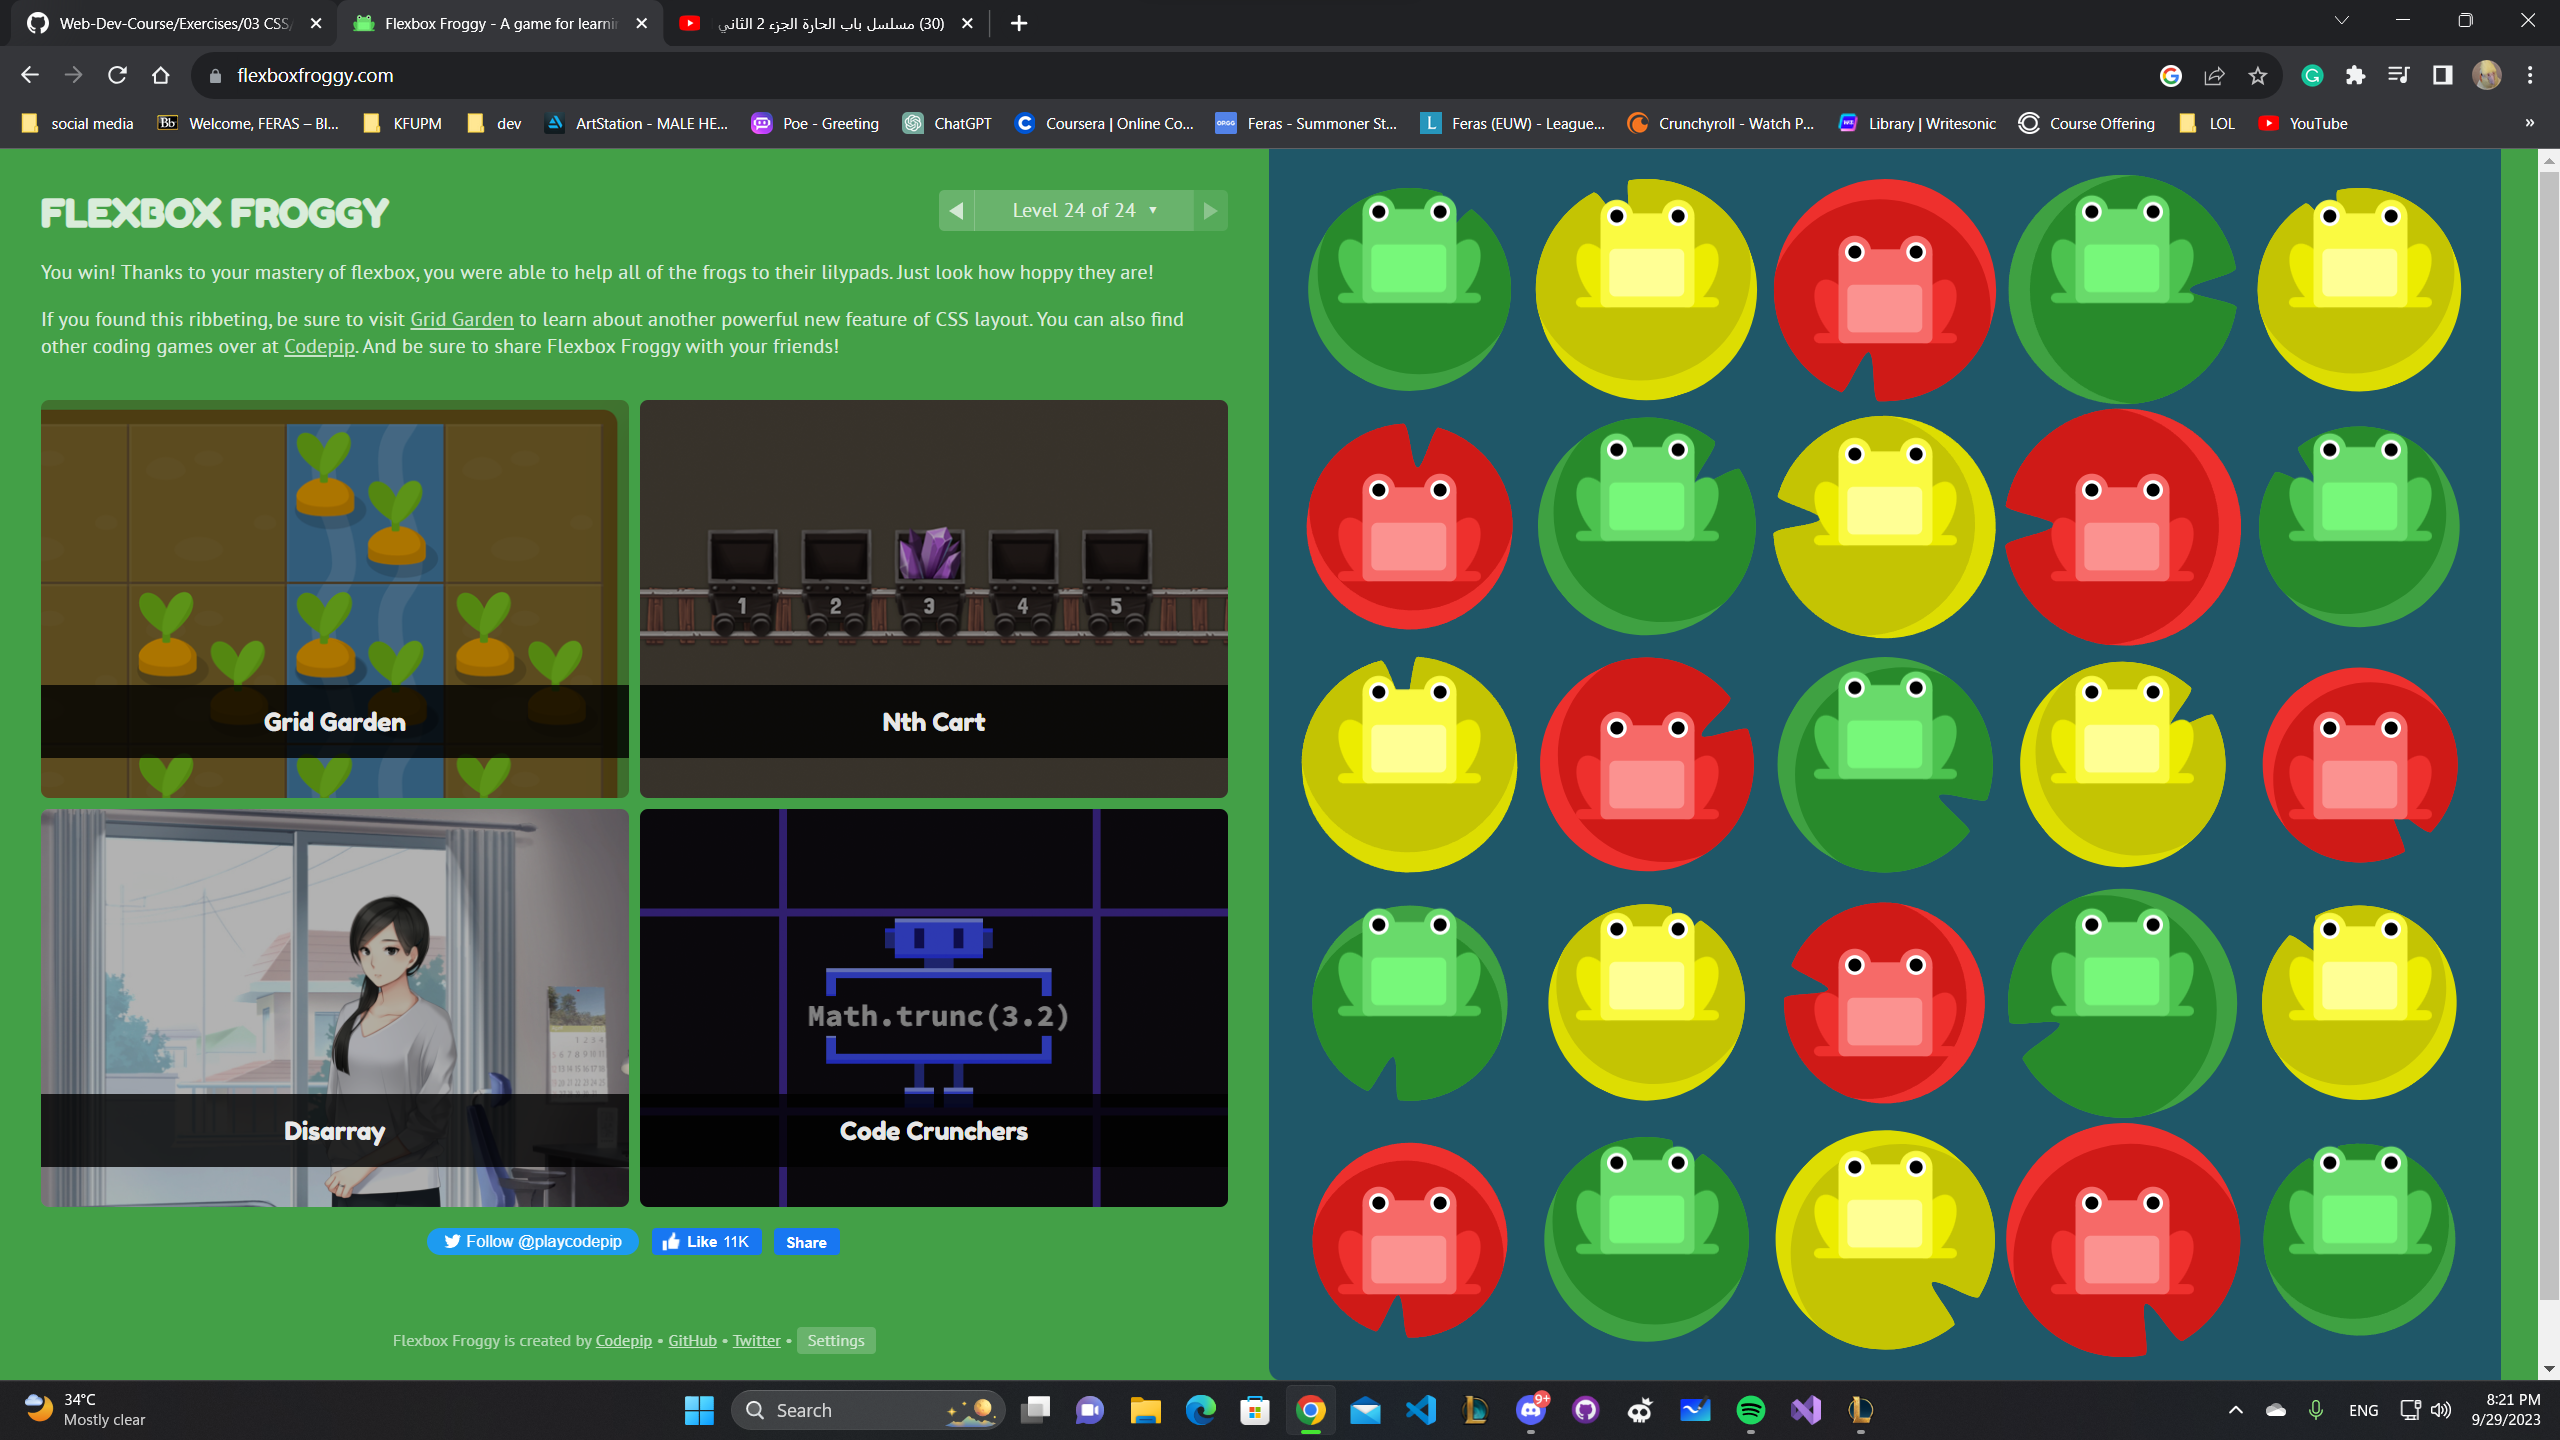 Web-Dev-Course/Exercises/03 CSS/
Flexbox Froggy - A game for learnin
(30) مسلسل باب الحارة الجزء 2 الثاني
flexboxfroggy.com
social media
Bb Welcome, FERAS – Bl...
KFUPM
dev
ArtStation - MALE HE...
Poe - Greeting
ChatGPT
Coursera | Online Co...
OPGG Feras - Summoner St...
L Feras (EUW) - League...
Crunchyroll - Watch P...
Library | Writesonic
Course Offering
LOL
YouTube
»
FLEXBOX FROGGY
Level 24 of 24
You win! Thanks to your mastery of flexbox, you were able to help all of the frogs to their lilypads. Just look how hoppy they are!
If you found this ribbeting, be sure to visit Grid Garden to learn about another powerful new feature of CSS layout. You can also find
other coding games over at Codepip. And be sure to share Flexbox Froggy with your friends!
1 2 3 4 5
Grid Garden
Nth Cart
Math.trunc(3.2)
Disarray
Code Crunchers
Follow @playcodepip
Like 11K
Share
Flexbox Froggy is created by Codepip • GitHub • Twitter • Settings
34°C
Mostly clear
Search
9+
ENG
8:21 PM
9/29/2023